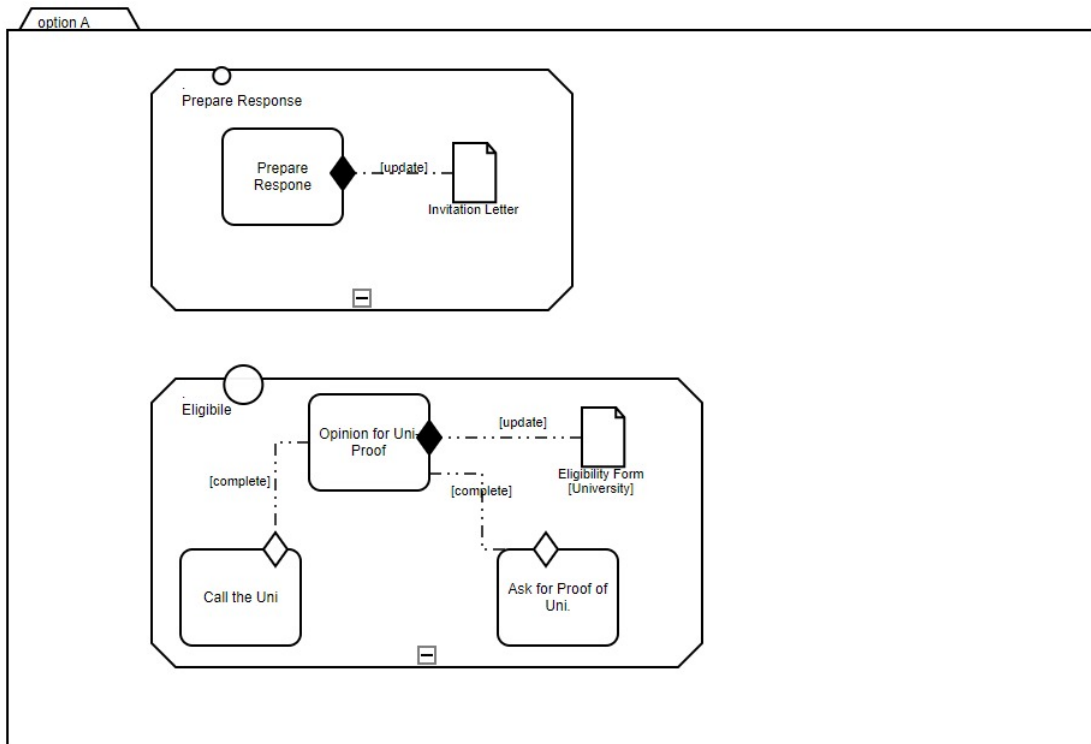 option A
.
Prepare Response
Prepare
Respone
[update]
Invitation Letter
.
Eligibile
Opinion for Uni-
Proof
[update]
Eligibility Form
[University]
[complete]
[complete]
Call the Uni
Ask for Proof of
Uni.